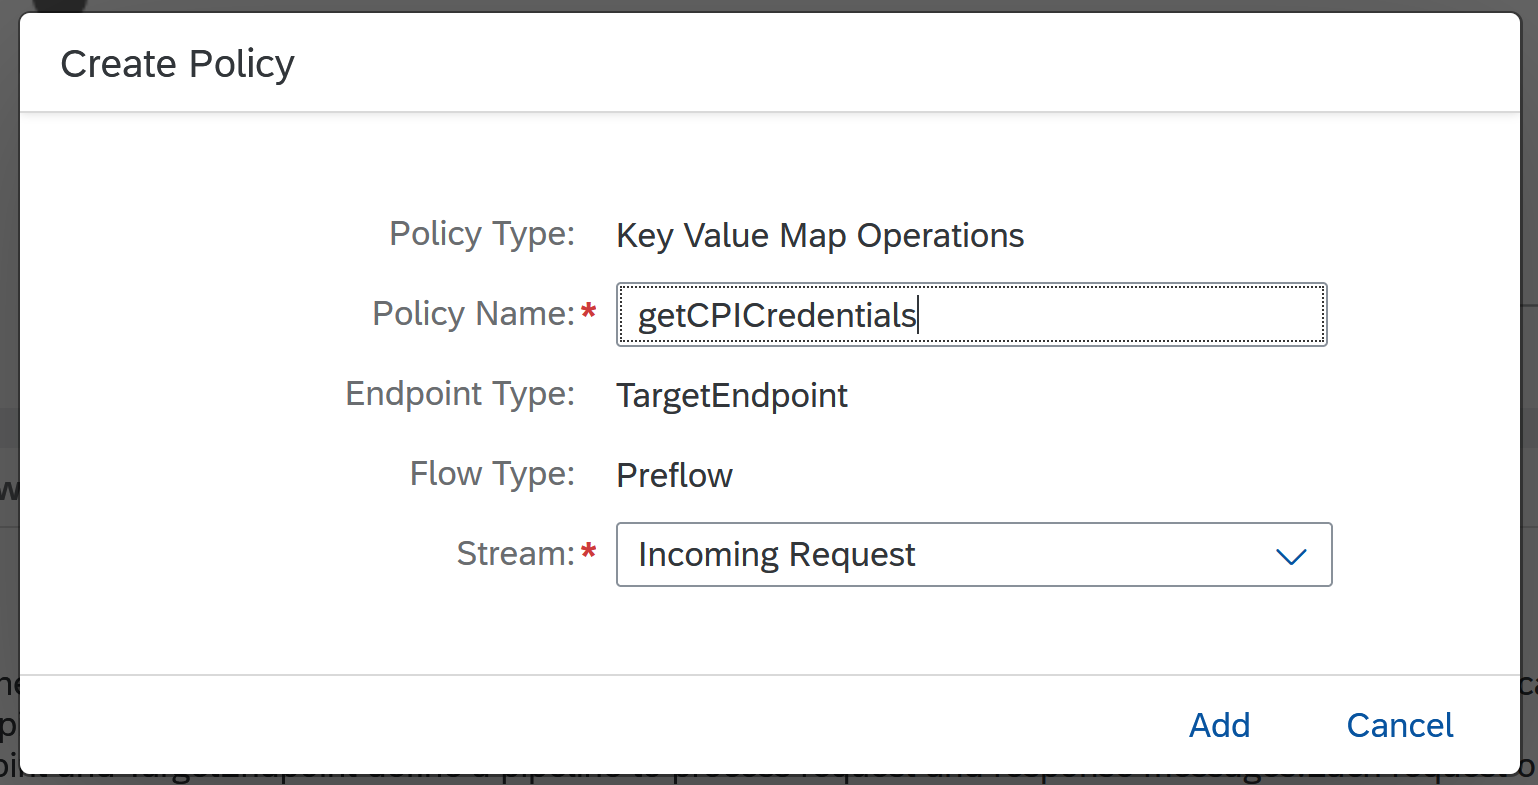 Create Policy
Policy Type: Key Value Map Operations
Policy Name:* getCPICredentials
Endpoint Type: TargetEndpoint
Flow Type: Preflow
Stream:* Incoming Request
Add Cancel